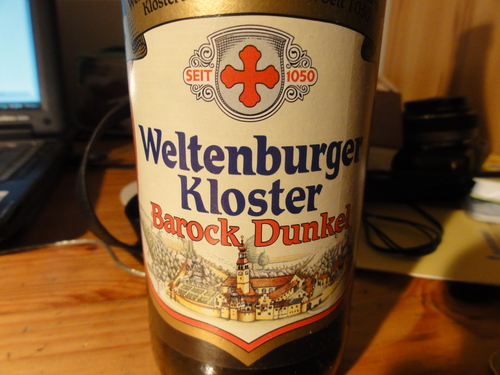 SEIT 1050
Weltenburger
Kloster
Barock Dunkel